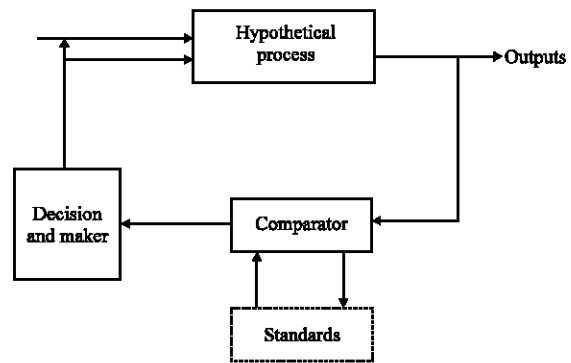 Hypothetical
process
Outputs
Decision
and maker
Comparator
Standards